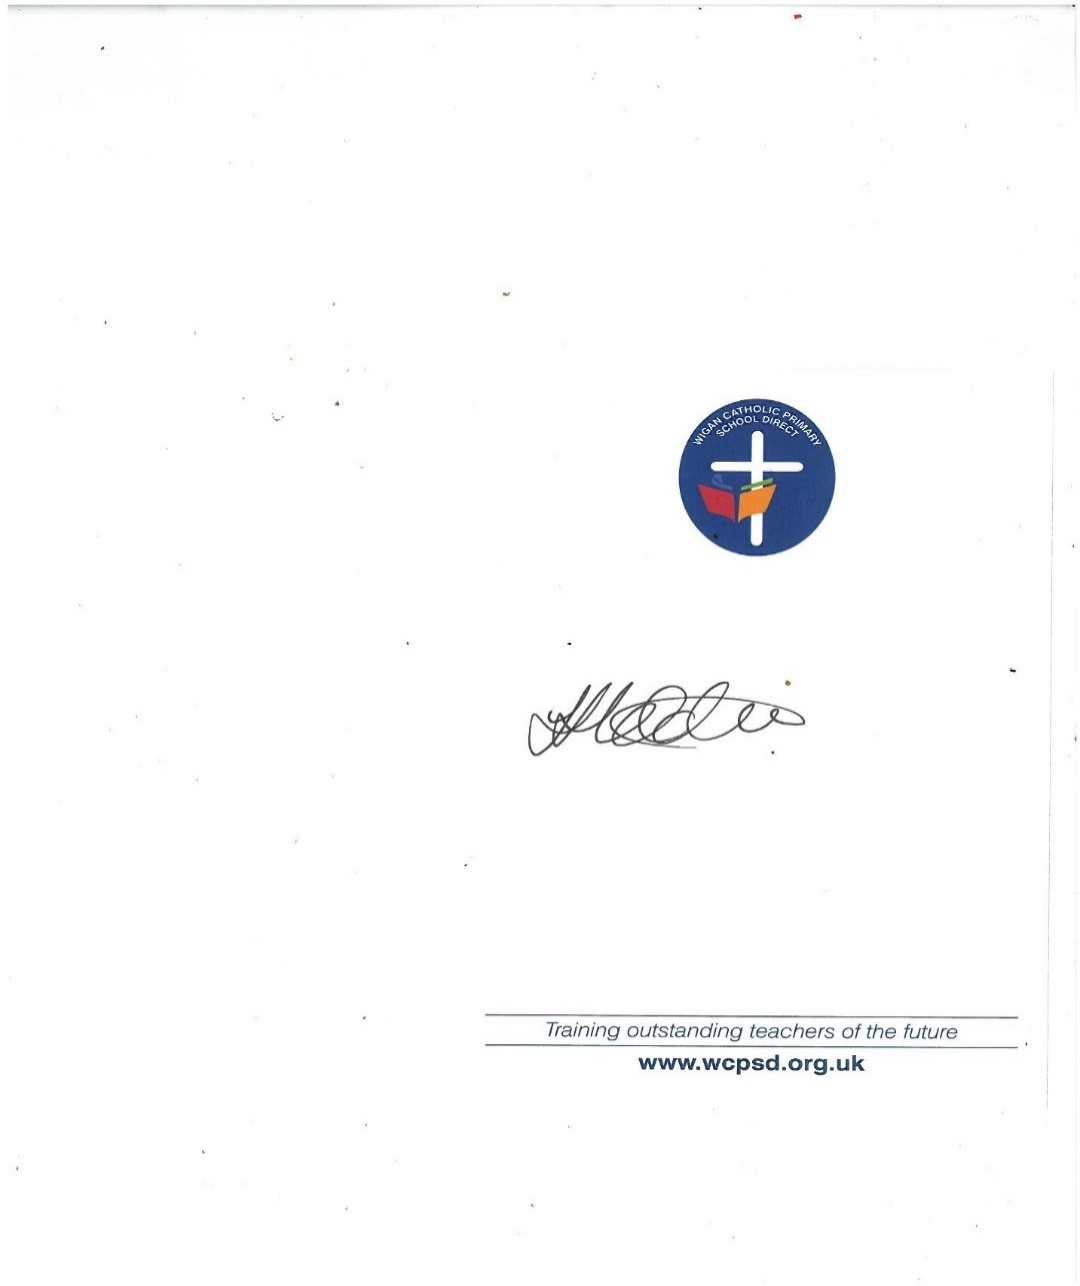 WIGAN CATHOLIC PRIMARY
SCHOOL DIRECT
Training outstanding teachers of the future
www.wcpsd.org.uk